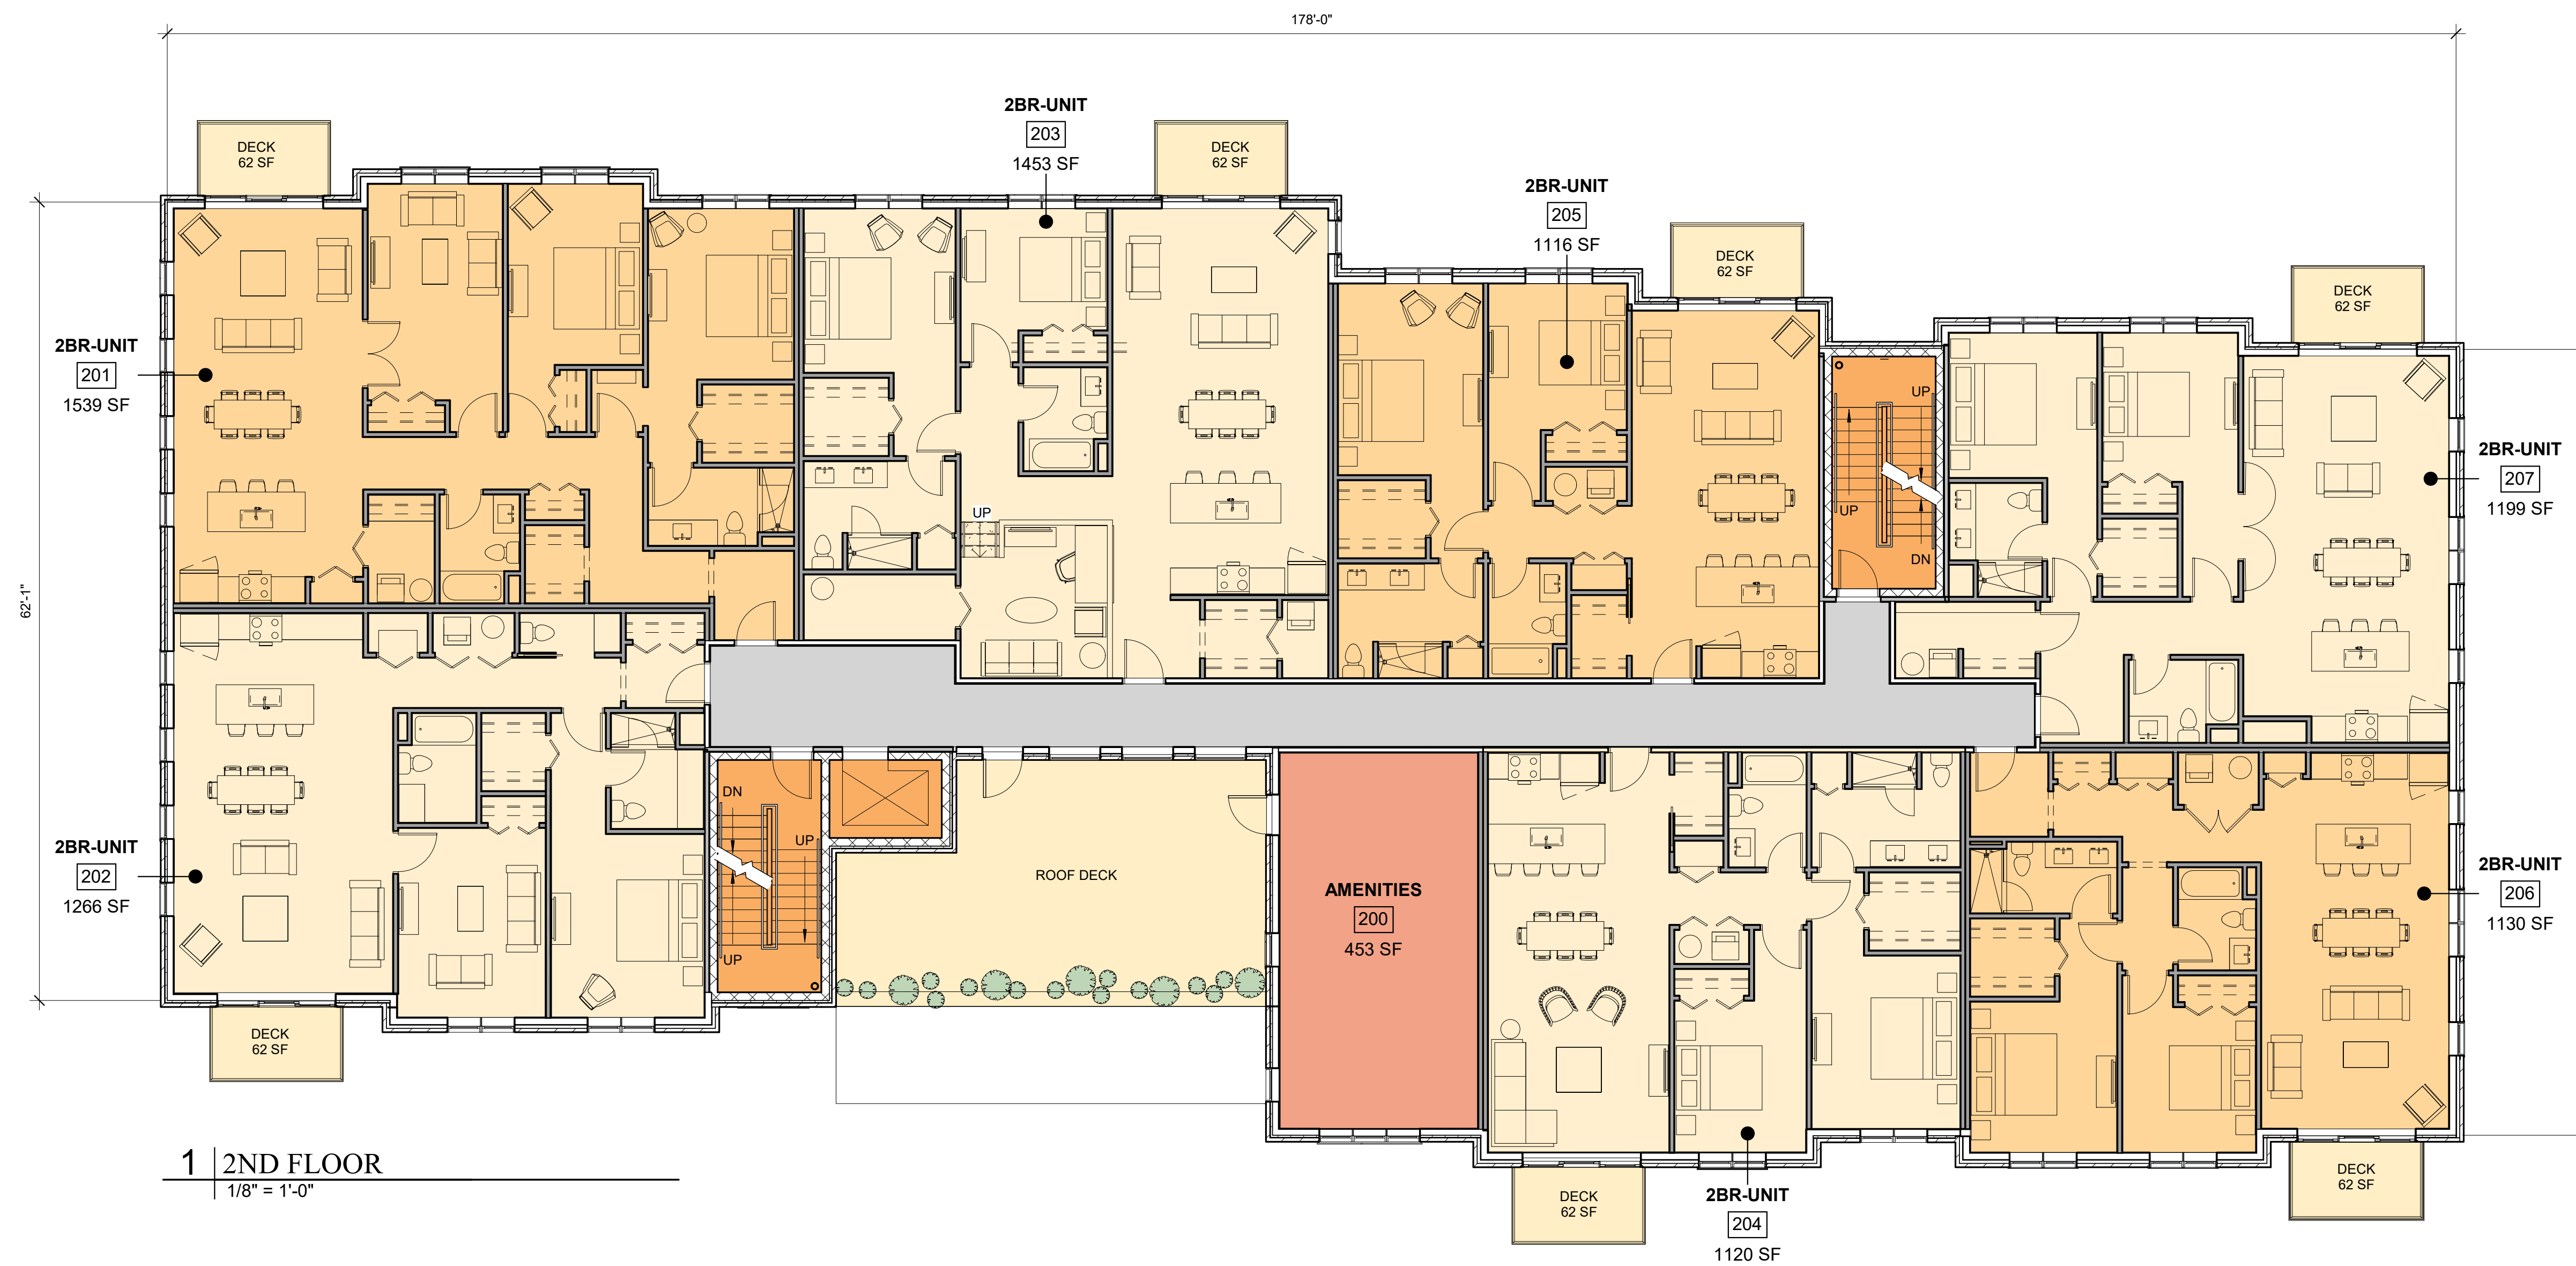 178'-0"
2BR-UNIT
203
1453 SF
DECK
62 SF
DECK
62 SF
2BR-UNIT
205
1116 SF
DECK
62 SF
DECK
62 SF
2BR-UNIT
201
1539 SF
UP
UP
DN
2BR-UNIT
207
1199 SF
UP
62'-1"
DN
UP
UP
2BR-UNIT
202
1266 SF
ROOF DECK
AMENITIES
200
453 SF
2BR-UNIT
206
1130 SF
DECK
62 SF
DECK
62 SF
DECK
62 SF
2BR-UNIT
204
1120 SF
1 2ND FLOOR
1/8" = 1'-0"